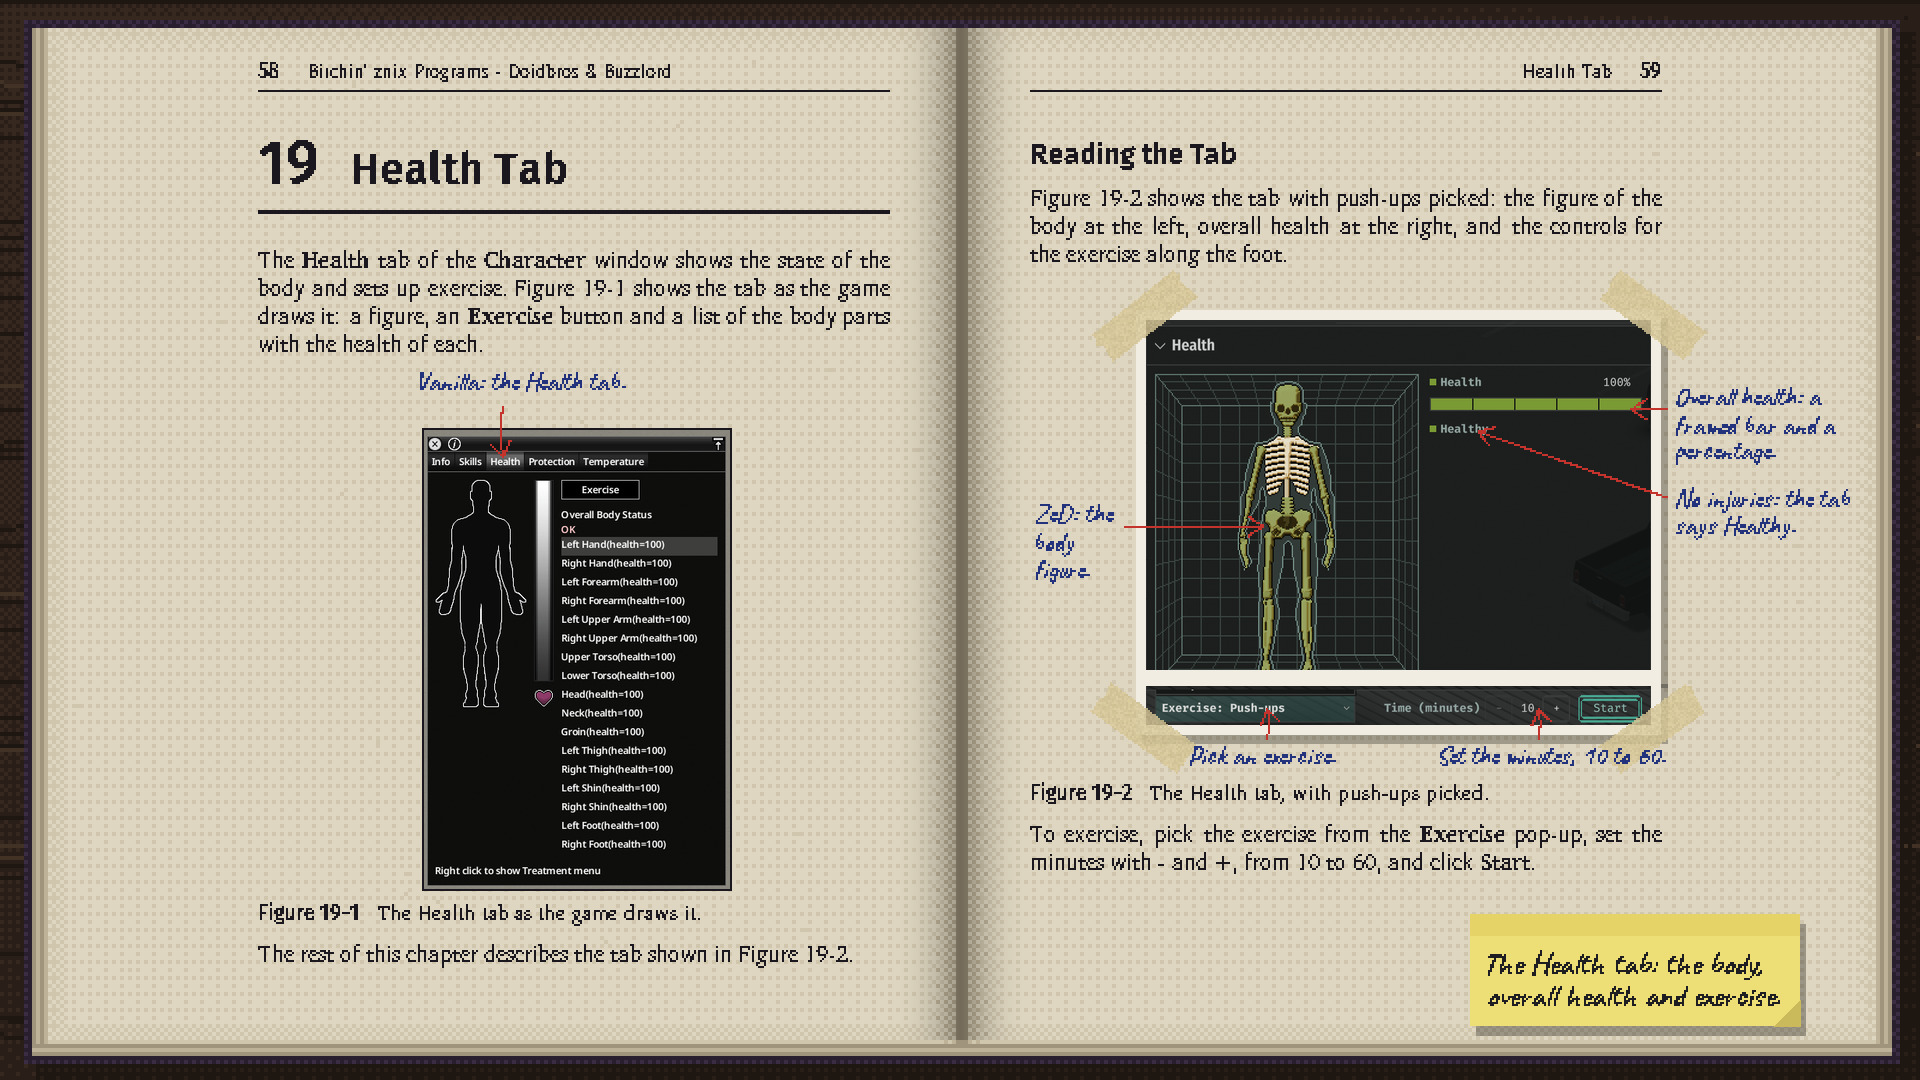 58 Birchin' znix Programs - Doidbros & Buzzlord
19 Health Tab
The Health tab of the Character window shows the state of the
body and sets up exercise. Figure 19-1 shows the tab as the game
draws it: a figure, an Exercise button and a list of the body parts
with the health of each.
Vanilla: the Health tab.
Info Skills Health Protection Temperature
Exercise
Overall Body Status
OK
Left Hand(health=100)
Right Hand(health=100)
Left Forearm(health=100)
Right Forearm(health=100)
Left Upper Arm(health=100)
Right Upper Arm(health=100)
Upper Torso(health=100)
Lower Torso(health=100)
Head(health=100)
Neck(health=100)
Groin(health=100)
Left Thigh(health=100)
Right Thigh(health=100)
Left Shin(health=100)
Right Shin(health=100)
Left Foot(health=100)
Right Foot(health=100)
Right click to show Treatment menu
Figure 19-1 The Health tab as the game draws it.
The rest of this chapter describes the tab shown in Figure 19-2.
Health Tab 59
Reading the Tab
Figure 19-2 shows the tab with push-ups picked: the figure of the
body at the left, overall health at the right, and the controls for
the exercise along the foot.
Health
Health 100%
Healthy
Overall health: a
framed bar and a
percentage.
No injuries: the tab
says Healthy.
ZeD: the
body
figure.
Exercise: Push-ups Time (minutes) - 10 + Start
Pick an exercise. Set the minutes, 10 to 60.
Figure 19-2 The Health tab, with push-ups picked.
To exercise, pick the exercise from the Exercise pop-up, set the
minutes with - and +, from 10 to 60, and click Start.
The Health tab: the body,
overall health and exercise.